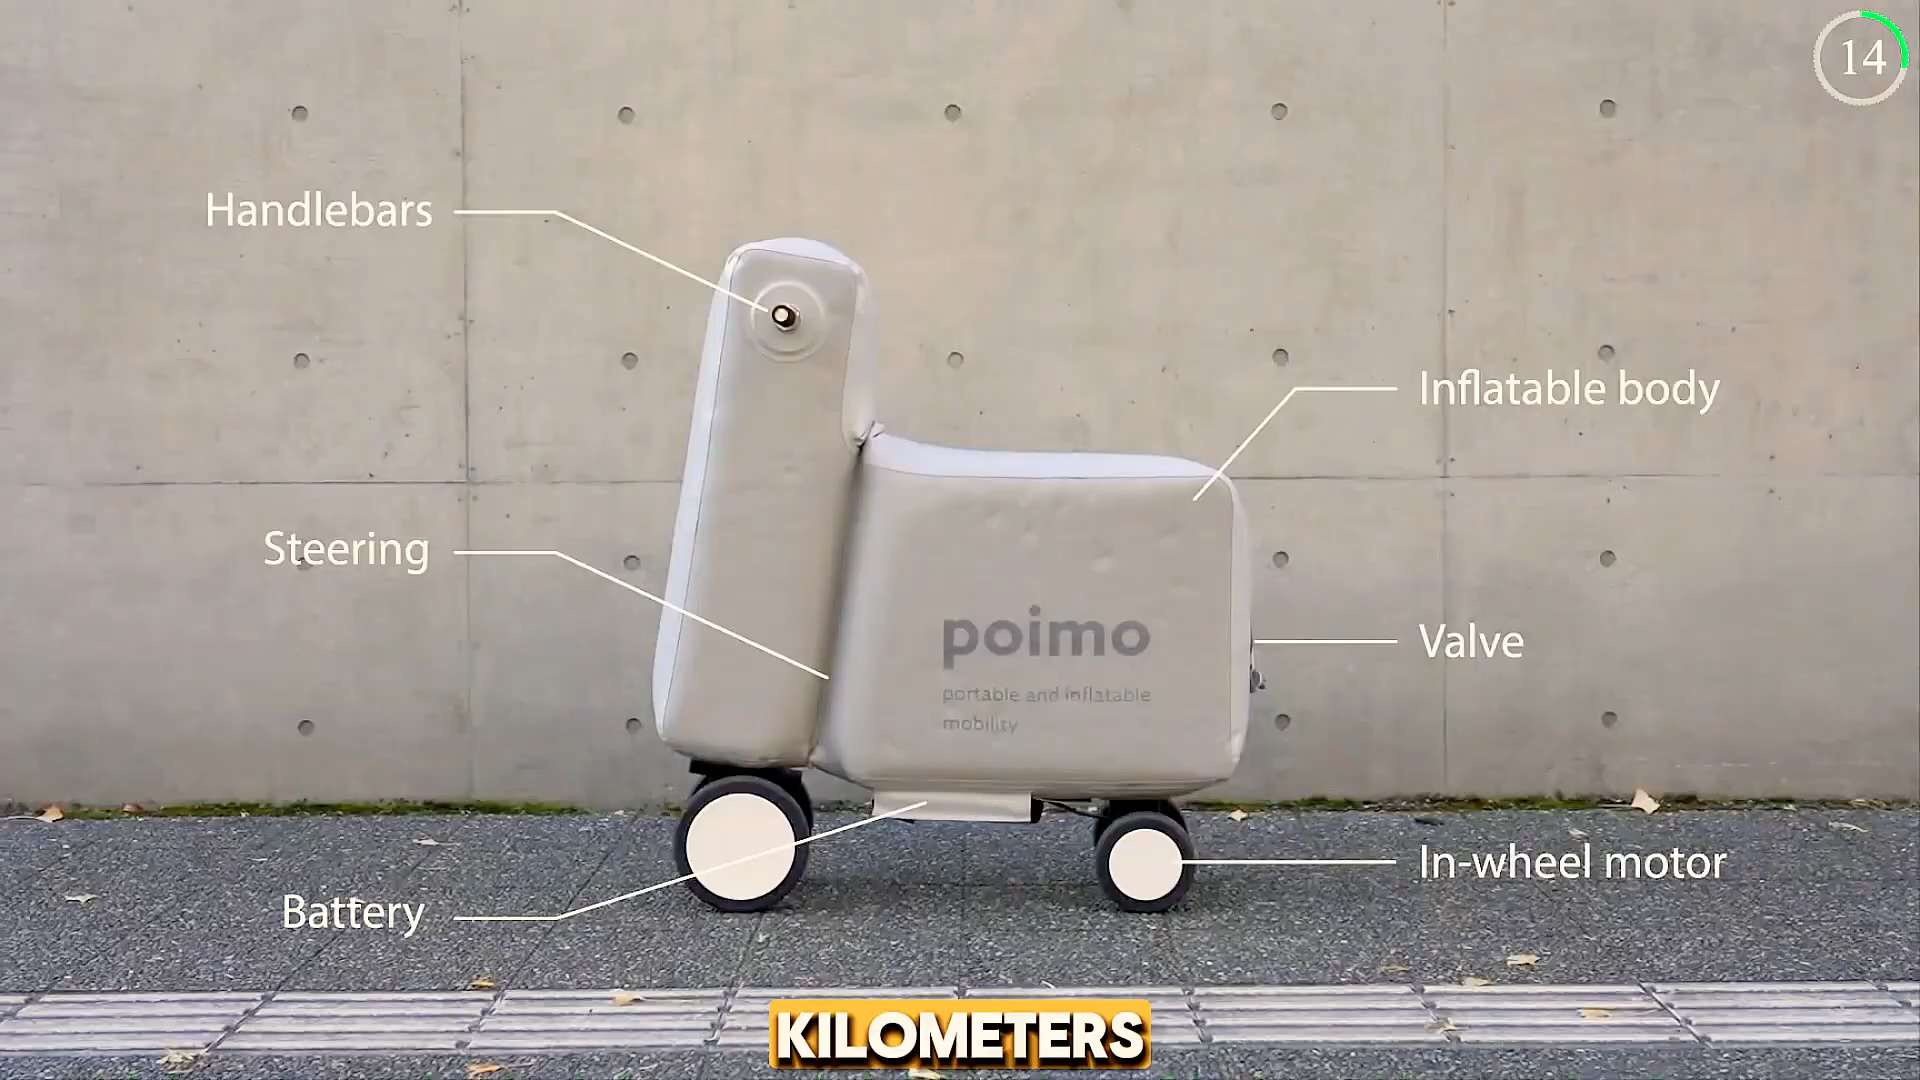 14
Handlebars
Inflatable body
Steering
poimo
Valve
portable and inflatable
mobility
In-wheel motor
Battery
KILOMETERS